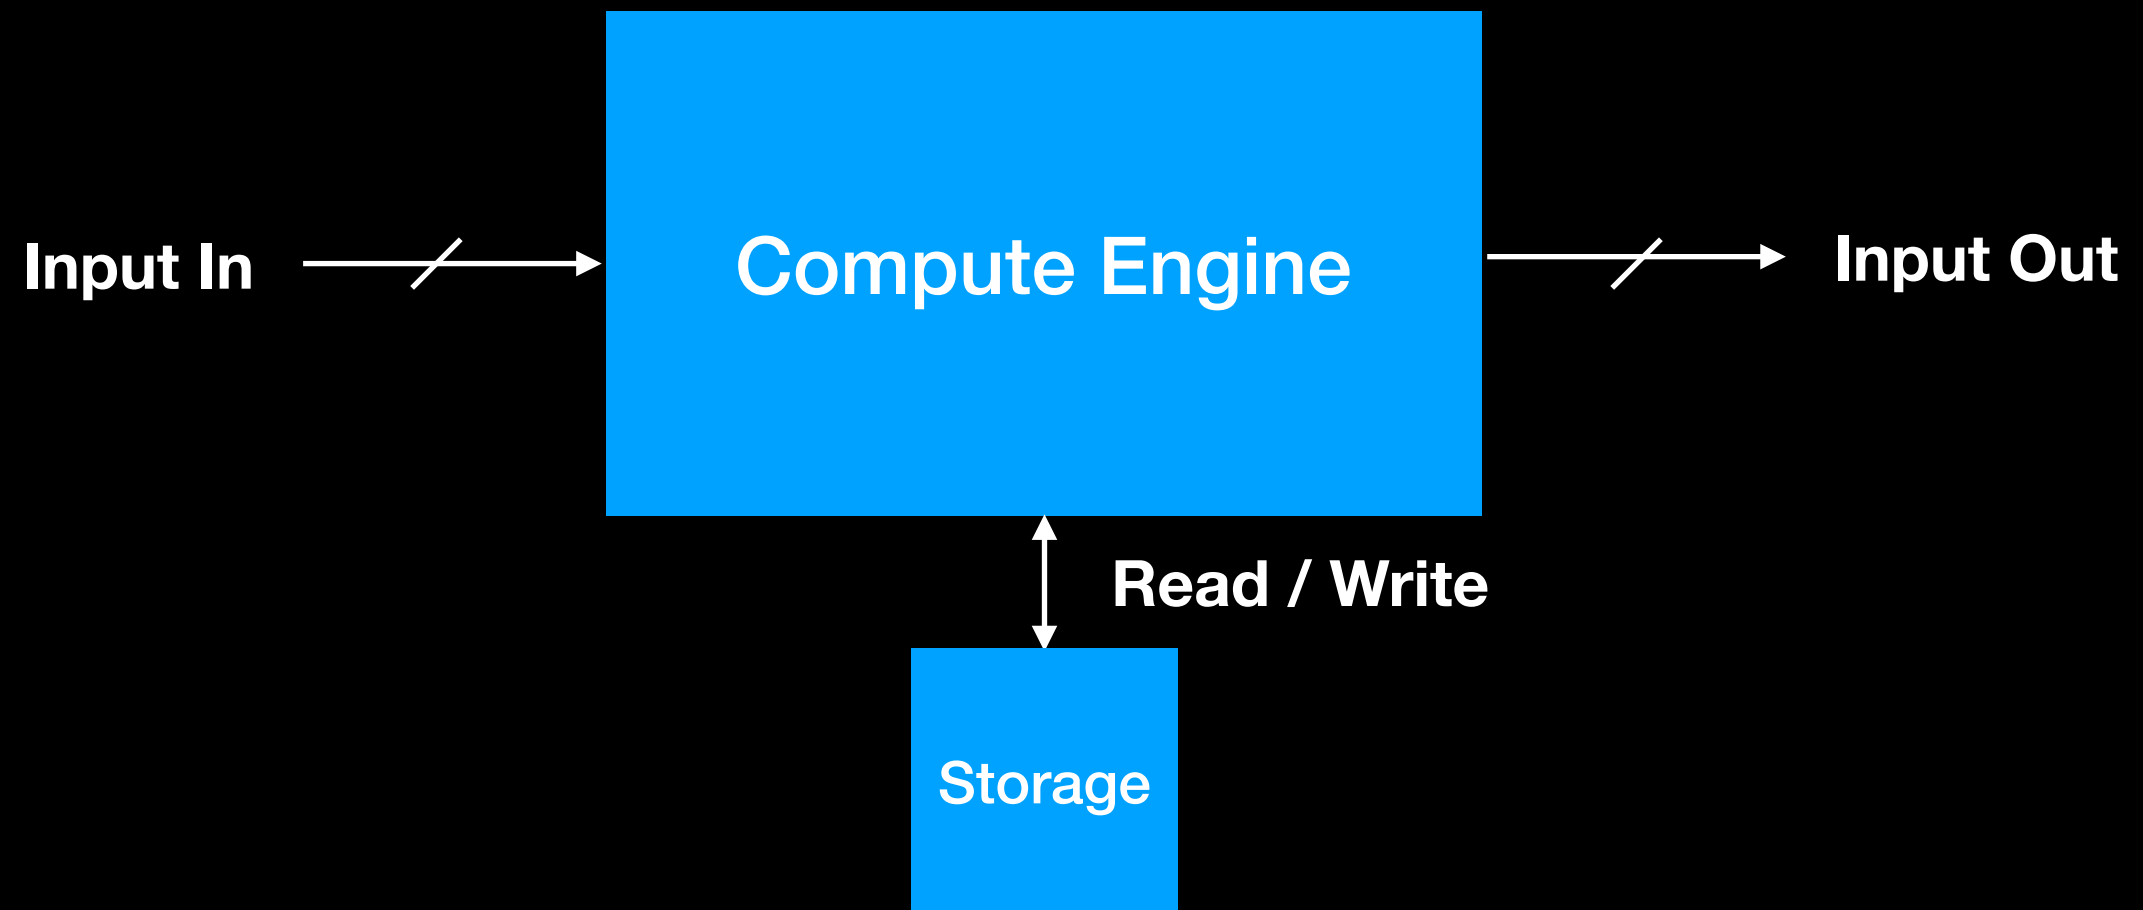 Input In
Compute Engine
Input Out
Read / Write
Storage